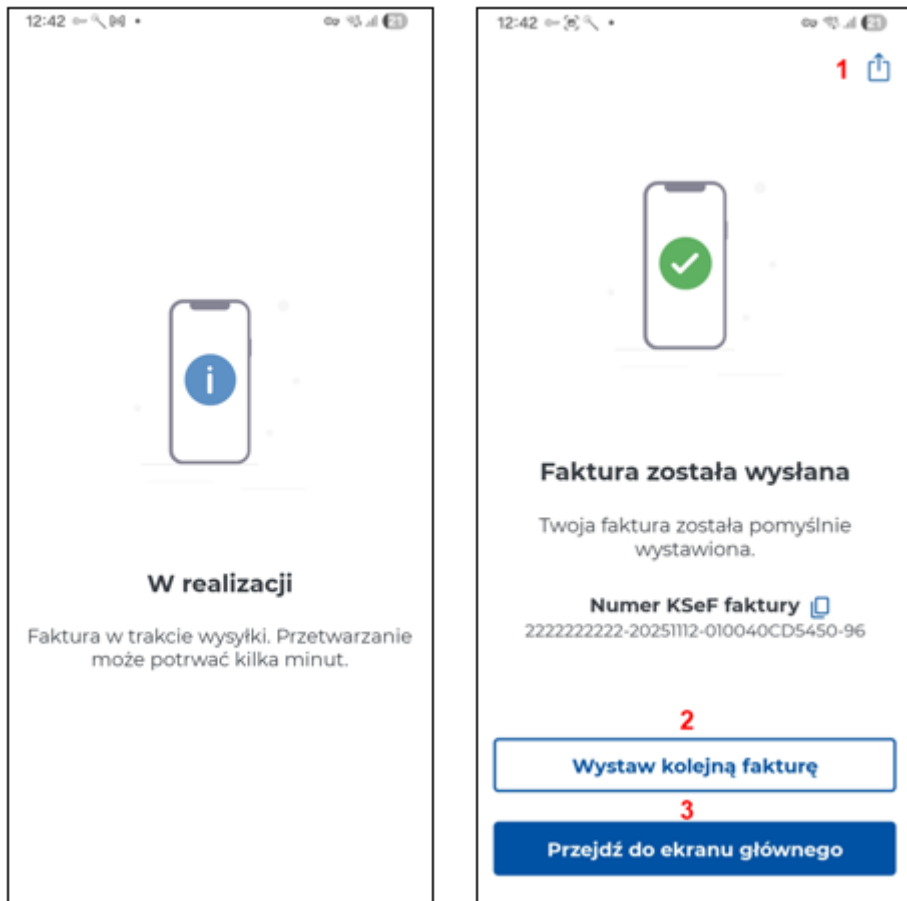 12:42
21
W realizacji
Faktura w trakcie wysyłki. Przetwarzanie
może potrwać kilka minut.
12:42
21
1
Faktura została wysłana
Twoja faktura została pomyślnie
wystawiona.
Numer KSeF faktury
2222222222-20251112-010040CD5450-96
2
Wystaw kolejną fakturę
3
Przejdź do ekranu głównego